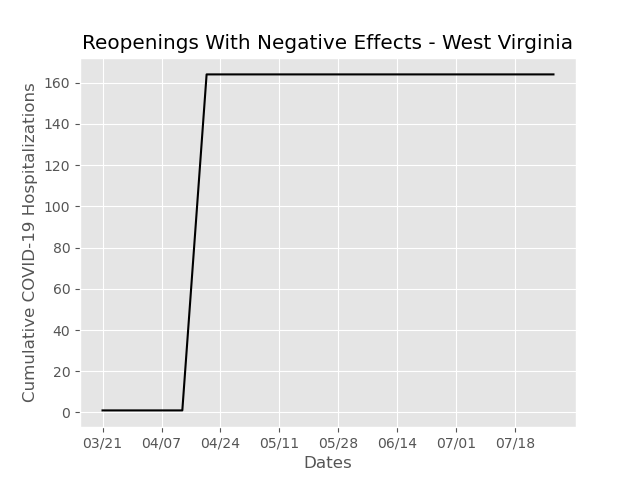 Reopenings With Negative Effects - West Virginia
Cumulative COVID-19 Hospitalizations
160
140
120
100
80
60
40
20
0
03/21 04/07 04/24 05/11 05/28 06/14 07/01 07/18
Dates